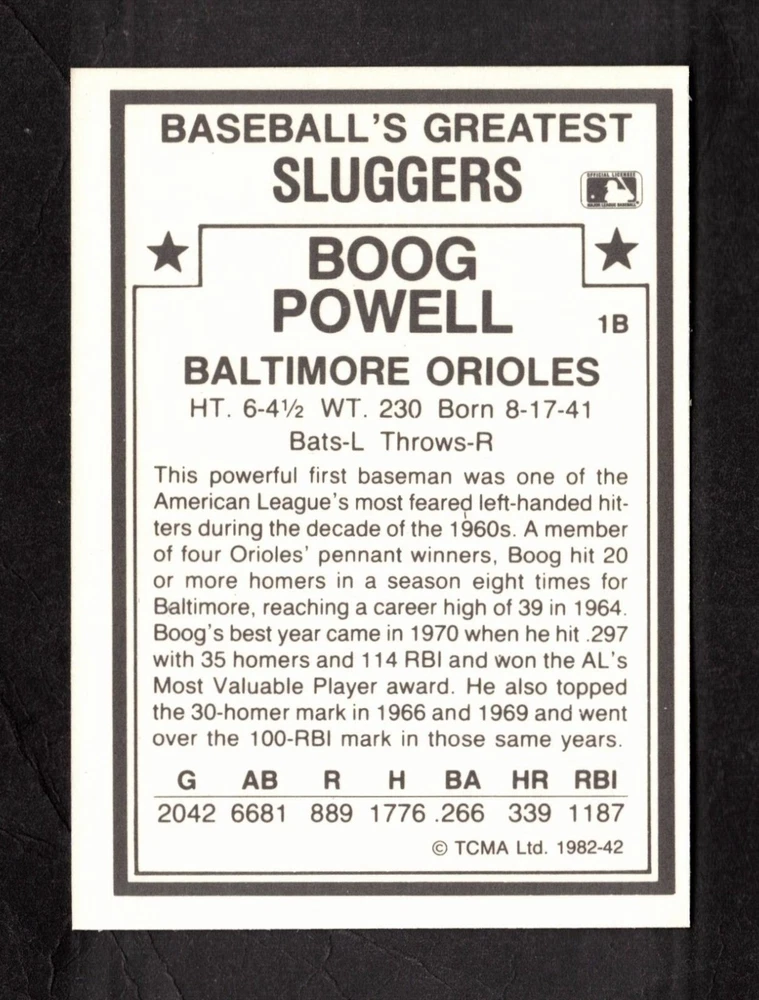 BASEBALL'S GREATEST
SLUGGERS
OFFICIAL LICENSEE
MAJOR LEAGUE BASEBALL
BOOG
POWELL
1B
BALTIMORE ORIOLES
HT. 6-4½ WT. 230 Born 8-17-41
Bats-L Throws-R
This powerful first baseman was one of the
American League's most feared left-handed hit-
ters during the decade of the 1960s. A member
of four Orioles' pennant winners, Boog hit 20
or more homers in a season eight times for
Baltimore, reaching a career high of 39 in 1964.
Boog's best year came in 1970 when he hit .297
with 35 homers and 114 RBI and won the AL's
Most Valuable Player award. He also topped
the 30-homer mark in 1966 and 1969 and went
over the 100-RBI mark in those same years.
G AB R H BA HR RBI
2042 6681 889 1776 .266 339 1187
© TCMA Ltd. 1982-42